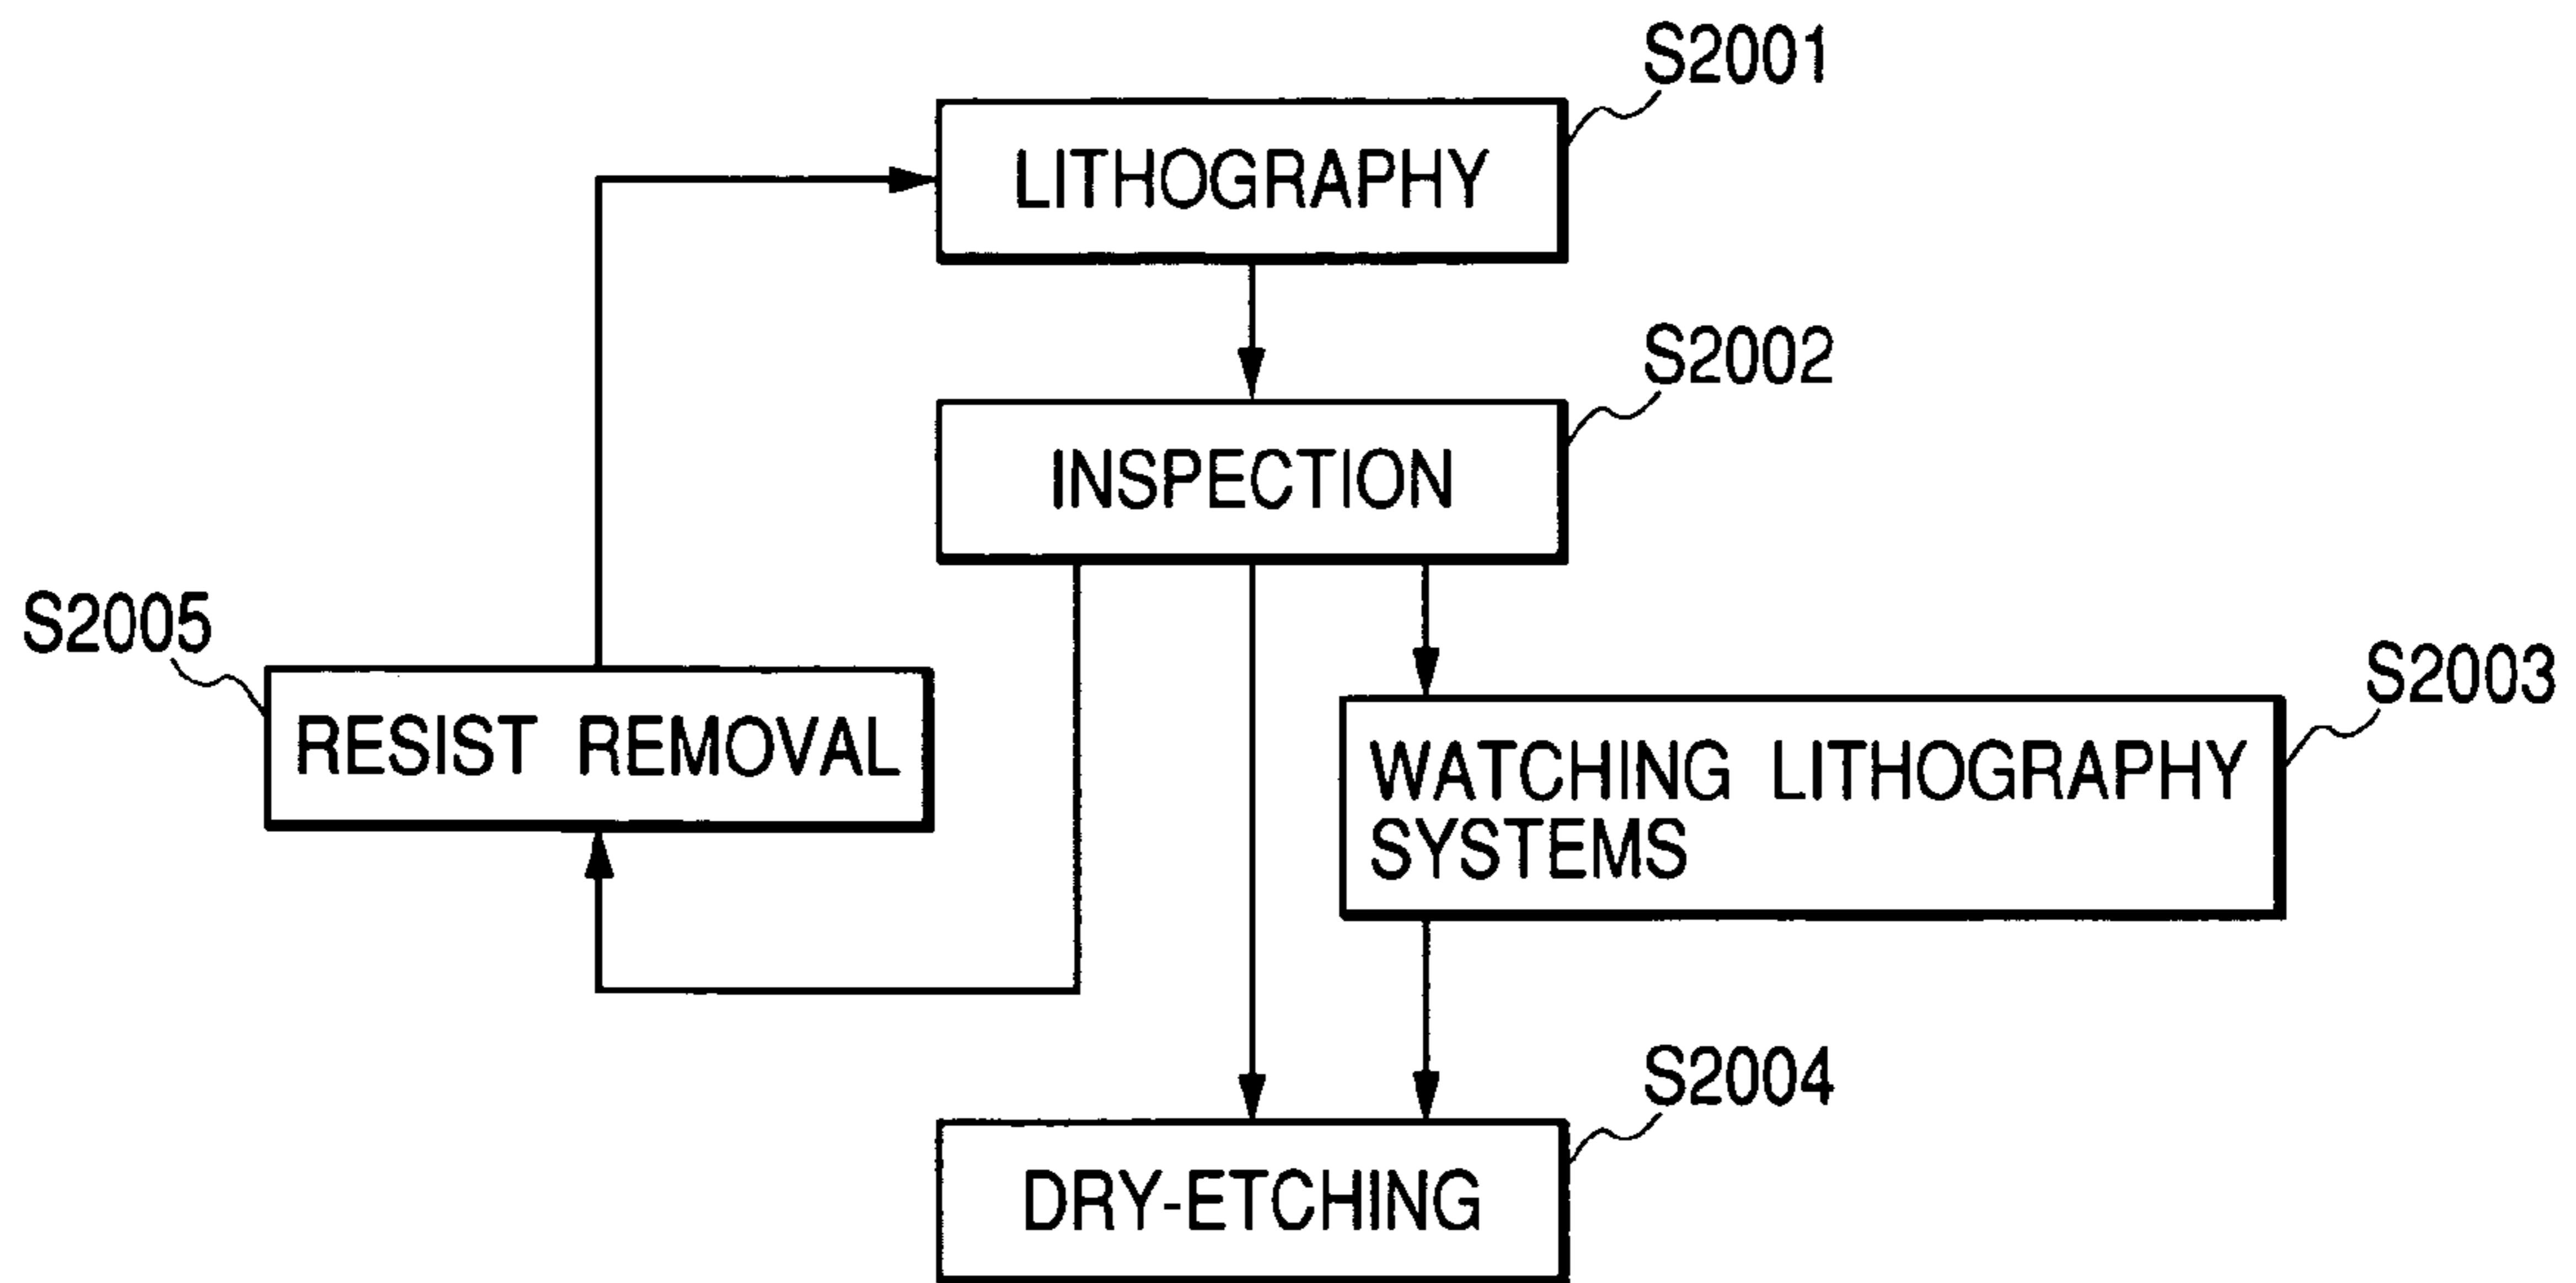 S2001
LITHOGRAPHY
S2002
INSPECTION
S2005
RESIST REMOVAL
S2003
WATCHING LITHOGRAPHY
SYSTEMS
S2004
DRY-ETCHING